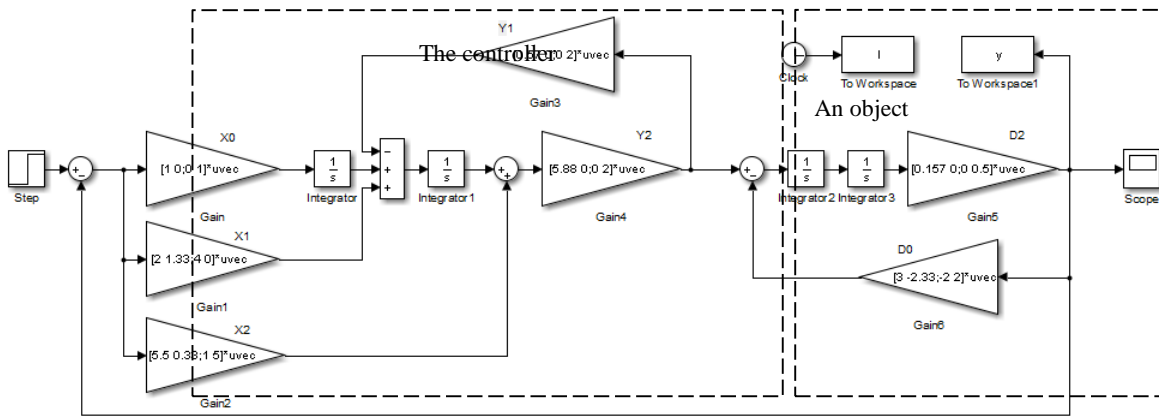 Y1
The controller
*uvec
Gain3
Clock
l
To Workspace
y
To Workspace1
An object
Step
+
−
X0
[1 0;0 1]*uvec
Gain
1
s
Integrator
−
+
+
1
s
Integrator1
+
+
Y2
[5.88 0;0 2]*uvec
Gain4
+
−
1
s
Integrator2
1
s
Integrator3
D2
[0.157 0;0 0.5]*uvec
Gain5
Scope
X1
[2 1.33;4 0]*uvec
Gain1
D0
[3 -2.33;-2 2]*uvec
Gain6
X2
[5.5 0.33;1 5]*uvec
Gain2